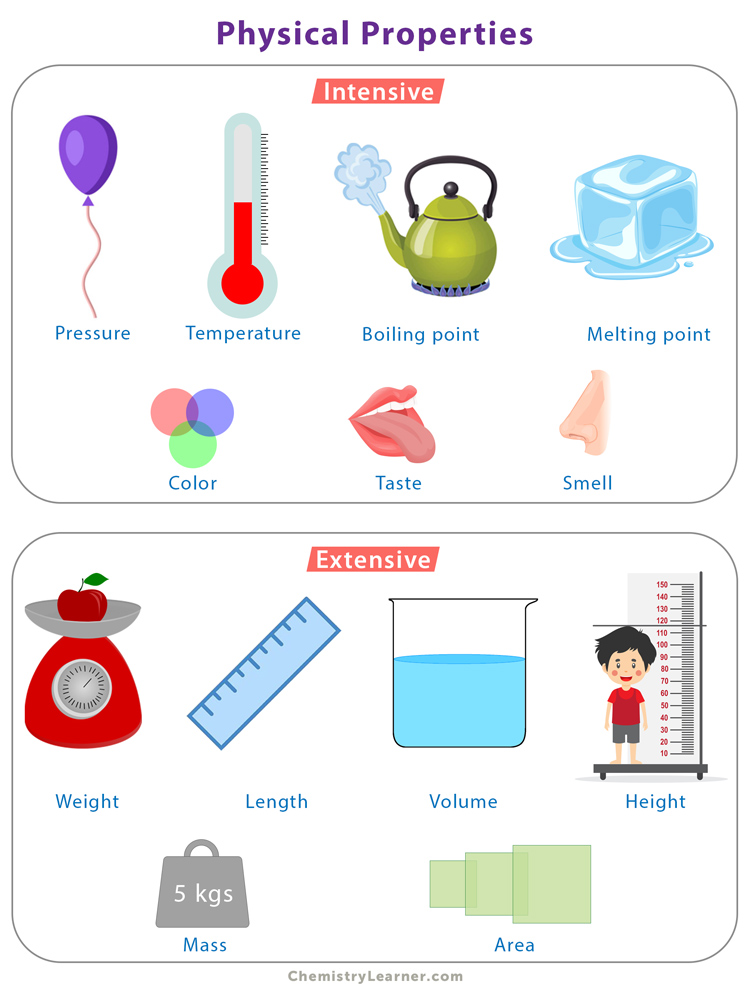 Physical Properties
Intensive
Pressure
Temperature
Boiling point
Melting point
Color
Taste
Smell
Extensive
150
140
130
120
110
100
90
80
70
60
50
40
30
20
10
Weight
Length
Volume
Height
5 kgs
Mass
Area
ChemistryLearner.com